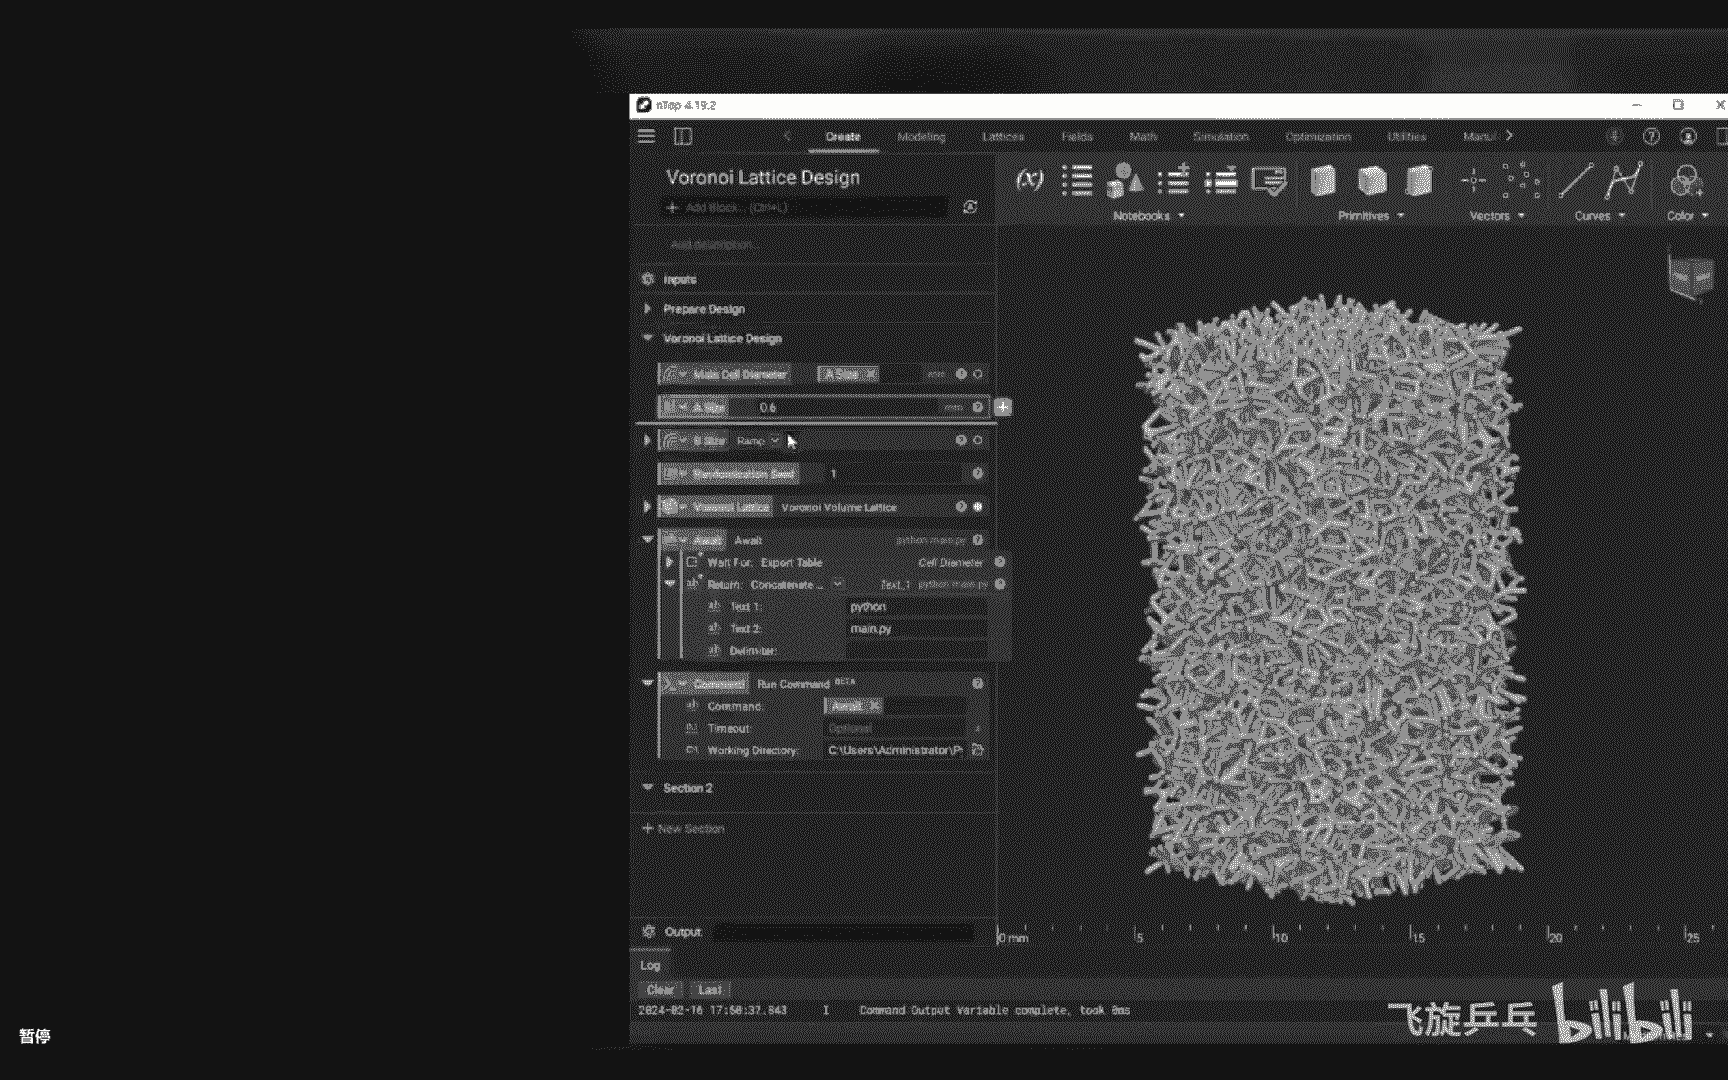 nTop 4.19.2
Create Modeling Lattices Fields Math Simulation Optimization Utilities
Voronoi Lattice Design
Add Block... (Ctrl+L)
(x)
Notebooks Primitives Vectors Curves Color
Add description...
Inputs
Prepare Design
Voronoi Lattice Design
Cell Diameter A Size mm
A Size 0.6 mm
B Size Ramp
Randomization Seed 1
Voronoi Lattice Voronoi Volume Lattice
Await Await python main.py
Wait For: Export Table Cell Diameter
Return: Concatenate ... Text_1 python main.py
Text 1: python
Text 2: main.py
Delimiter:
Command Run Command BETA
Command: Await
Timeout: Optional s
Working Directory: C:\Users\Administrator\P
Section 2
New Section
Output
0 mm 5 10 15 20 25
Log
Clear Last
2024-02-16 17:50:37.843 I Command Output Variable complete, took 0ms
飞旋乒乓 bilibili
暂停